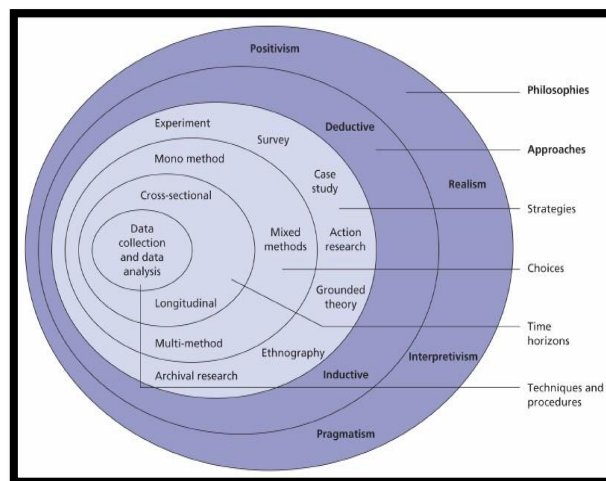 Positivism
Philosophies
Experiment
Survey
Deductive
Approaches
Mono method
Case
study
Realism
Cross-sectional
Strategies
Data
collection
and data
analysis
Mixed
methods
Action
research
Choices
Longitudinal
Grounded
theory
Time
horizons
Multi-method
Ethnography
Interpretivism
Archival research
Inductive
Techniques and
procedures
Pragmatism